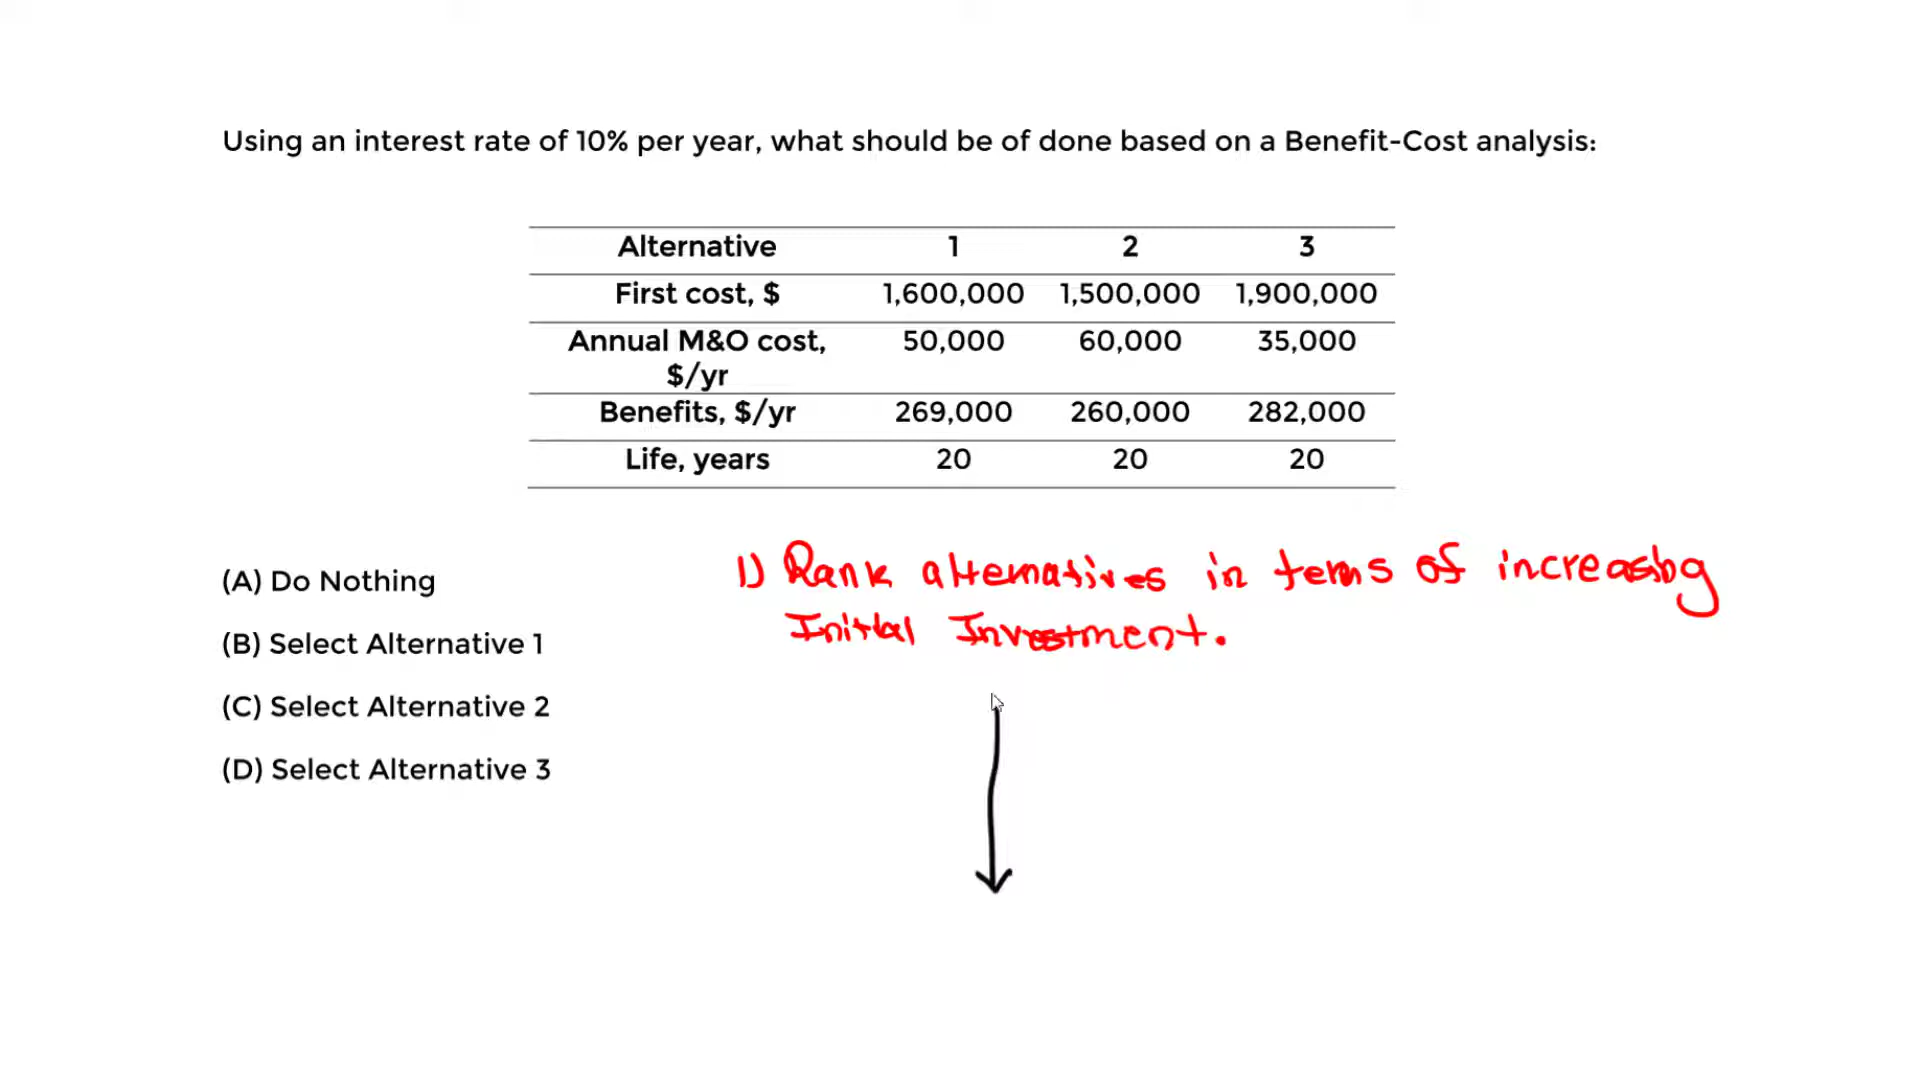 Using an interest rate of 10% per year, what should be of done based on a Benefit-Cost analysis:
Alternative 1 2 3
First cost, $ 1,600,000 1,500,000 1,900,000
Annual M&O cost, 50,000 60,000 35,000
$/yr
Benefits, $/yr 269,000 260,000 282,000
Life, years 20 20 20
(A) Do Nothing
(B) Select Alternative 1
(C) Select Alternative 2
(D) Select Alternative 3
1) Rank alternatives in terms of increasing
Initial Investment.